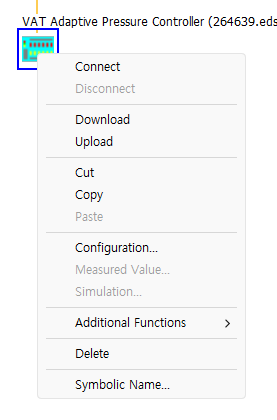 VAT Adaptive Pressure Controller (264639.eds
Connect
Disconnect
Download
Upload
Cut
Copy
Paste
Configuration...
Measured Value...
Simulation...
Additional Functions
Delete
Symbolic Name...